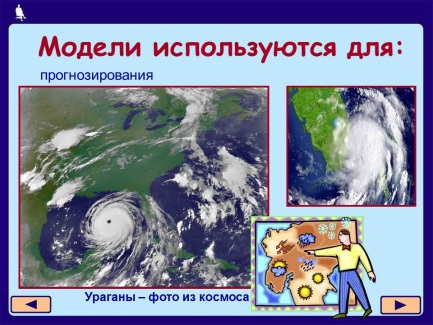 Модели используются для:
прогнозирования
Ураганы – фото из космоса